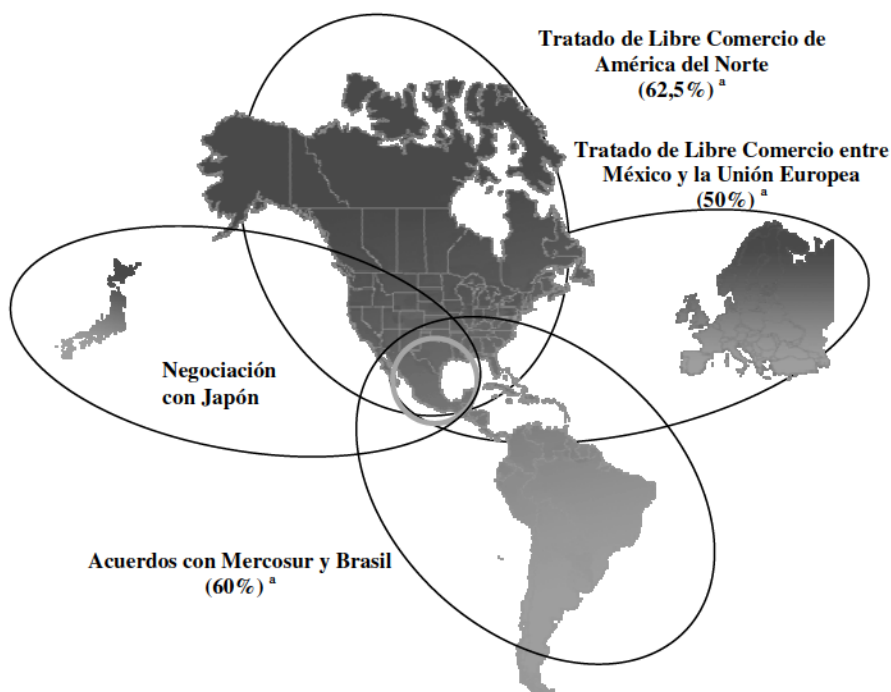 Tratado de Libre Comercio de
América del Norte
(62,5%) ª
Tratado de Libre Comercio entre
México y la Unión Europea
(50%) ª
Negociación
con Japón
Acuerdos con Mercosur y Brasil
(60%) ª